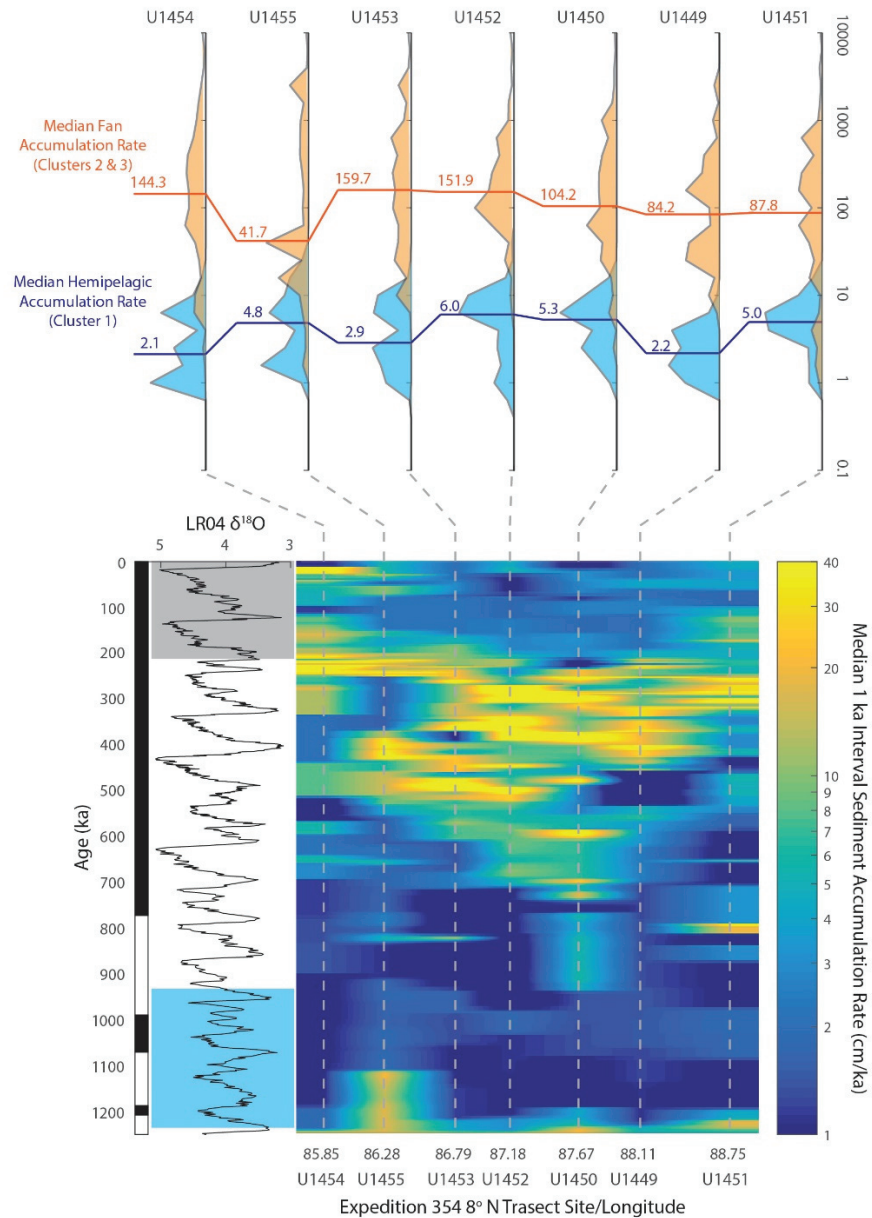 U1454 U1455 U1453 U1452 U1450 U1449 U1451
10000
1000
100
10
1
0.1
Median Fan
Accumulation Rate
(Clusters 2 & 3)
144.3 41.7 159.7 151.9 104.2 84.2 87.8
Median Hemipelagic
Accumulation Rate
(Cluster 1)
2.1 4.8 2.9 6.0 5.3 2.2 5.0
LR04 δ¹⁸O
5 4 3
0
100
200
300
400
500
600
700
800
900
1000
1100
1200
Age (ka)
40
30
20
10
9
8
7
6
5
4
3
2
1
Median 1 ka Interval Sediment Accumulation Rate (cm/ka)
85.85 86.28 86.79 87.18 87.67 88.11 88.75
U1454 U1455 U1453 U1452 U1450 U1449 U1451
Expedition 354 8° N Trasect Site/Longitude